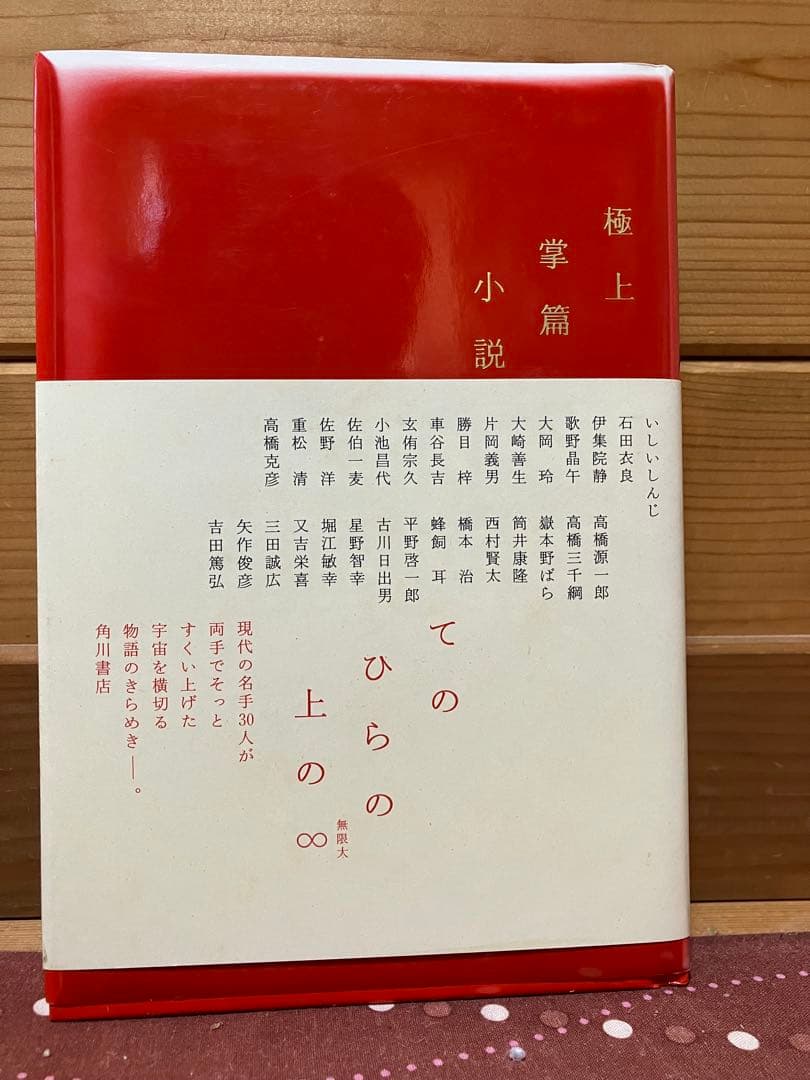 極上
掌篇
小説
いしいしんじ
石田衣良
伊集院静
歌野晶午
大岡　玲
大崎善生
片岡義男
勝目　梓
車谷長吉
玄侑宗久
小池昌代
佐伯一麦
佐野　洋
重松　清
高橋克彦
高橋源一郎
高橋三千綱
嶽本野ばら
筒井康隆
西村賢太
橋本　治
蜂飼　耳
平野啓一郎
古川日出男
星野智幸
堀江敏幸
又吉栄喜
三田誠広
矢作俊彦
吉田篤弘
ての
ひらの
上の∞
無限大
現代の名手30人が
両手でそっと
すくい上げた
宇宙を横切る
物語のきらめき――。
角川書店